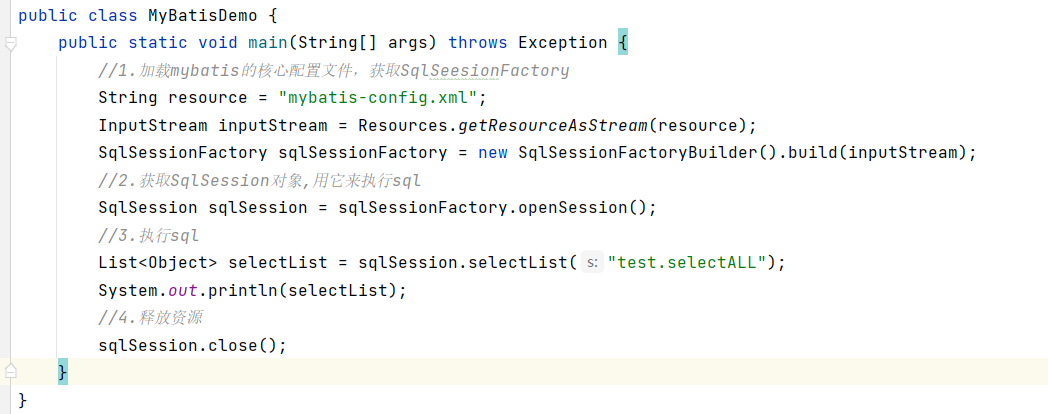 public class MyBatisDemo {
    public static void main(String[] args) throws Exception {
        //1.加载mybatis的核心配置文件，获取SqlSeesionFactory
        String resource = "mybatis-config.xml";
        InputStream inputStream = Resources.getResourceAsStream(resource);
        SqlSessionFactory sqlSessionFactory = new SqlSessionFactoryBuilder().build(inputStream);
        //2.获取SqlSession对象,用它来执行sql
        SqlSession sqlSession = sqlSessionFactory.openSession();
        //3.执行sql
        List<Object> selectList = sqlSession.selectList( s: "test.selectALL");
        System.out.println(selectList);
        //4.释放资源
        sqlSession.close();
    }
}